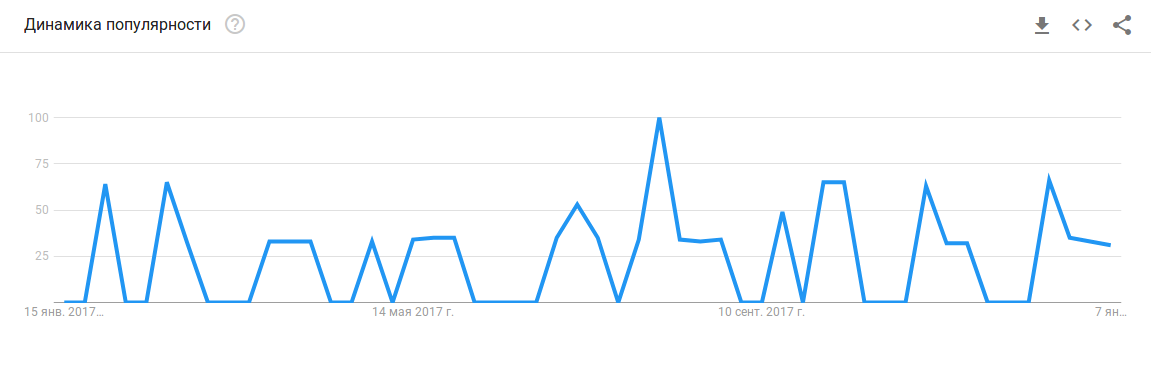 Динамика популярности
100
75
50
25
15 янв. 2017…
14 мая 2017 г.
10 сент. 2017 г.
7 ян…